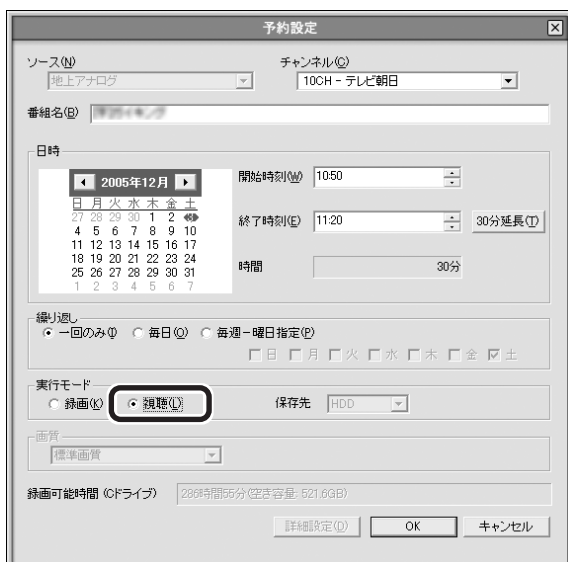 予約設定
ソース(N)
チャンネル(C)
地上アナログ
10CH - テレビ朝日
番組名(B)
日時
2005年12月
開始時刻(W) 10:50
日 月 火 水 木 金 土
27 28 29 30 1 2
終了時刻(E) 11:20 30分延長(T)
4 5 6 7 8 9 10
11 12 13 14 15 16 17
18 19 20 21 22 23 24
時間 30分
25 26 27 28 29 30 31
1 2 3 4 5 6 7
繰り返し
一回のみ(I) 毎日(O) 毎週-曜日指定(P)
日 月 火 水 木 金 土
実行モード
録画(K) 視聴(L) 保存先 HDD
画質
標準画質
録画可能時間 (Cドライブ) 286時間55分(空き容量: 521.6GB)
詳細設定(D) OK キャンセル